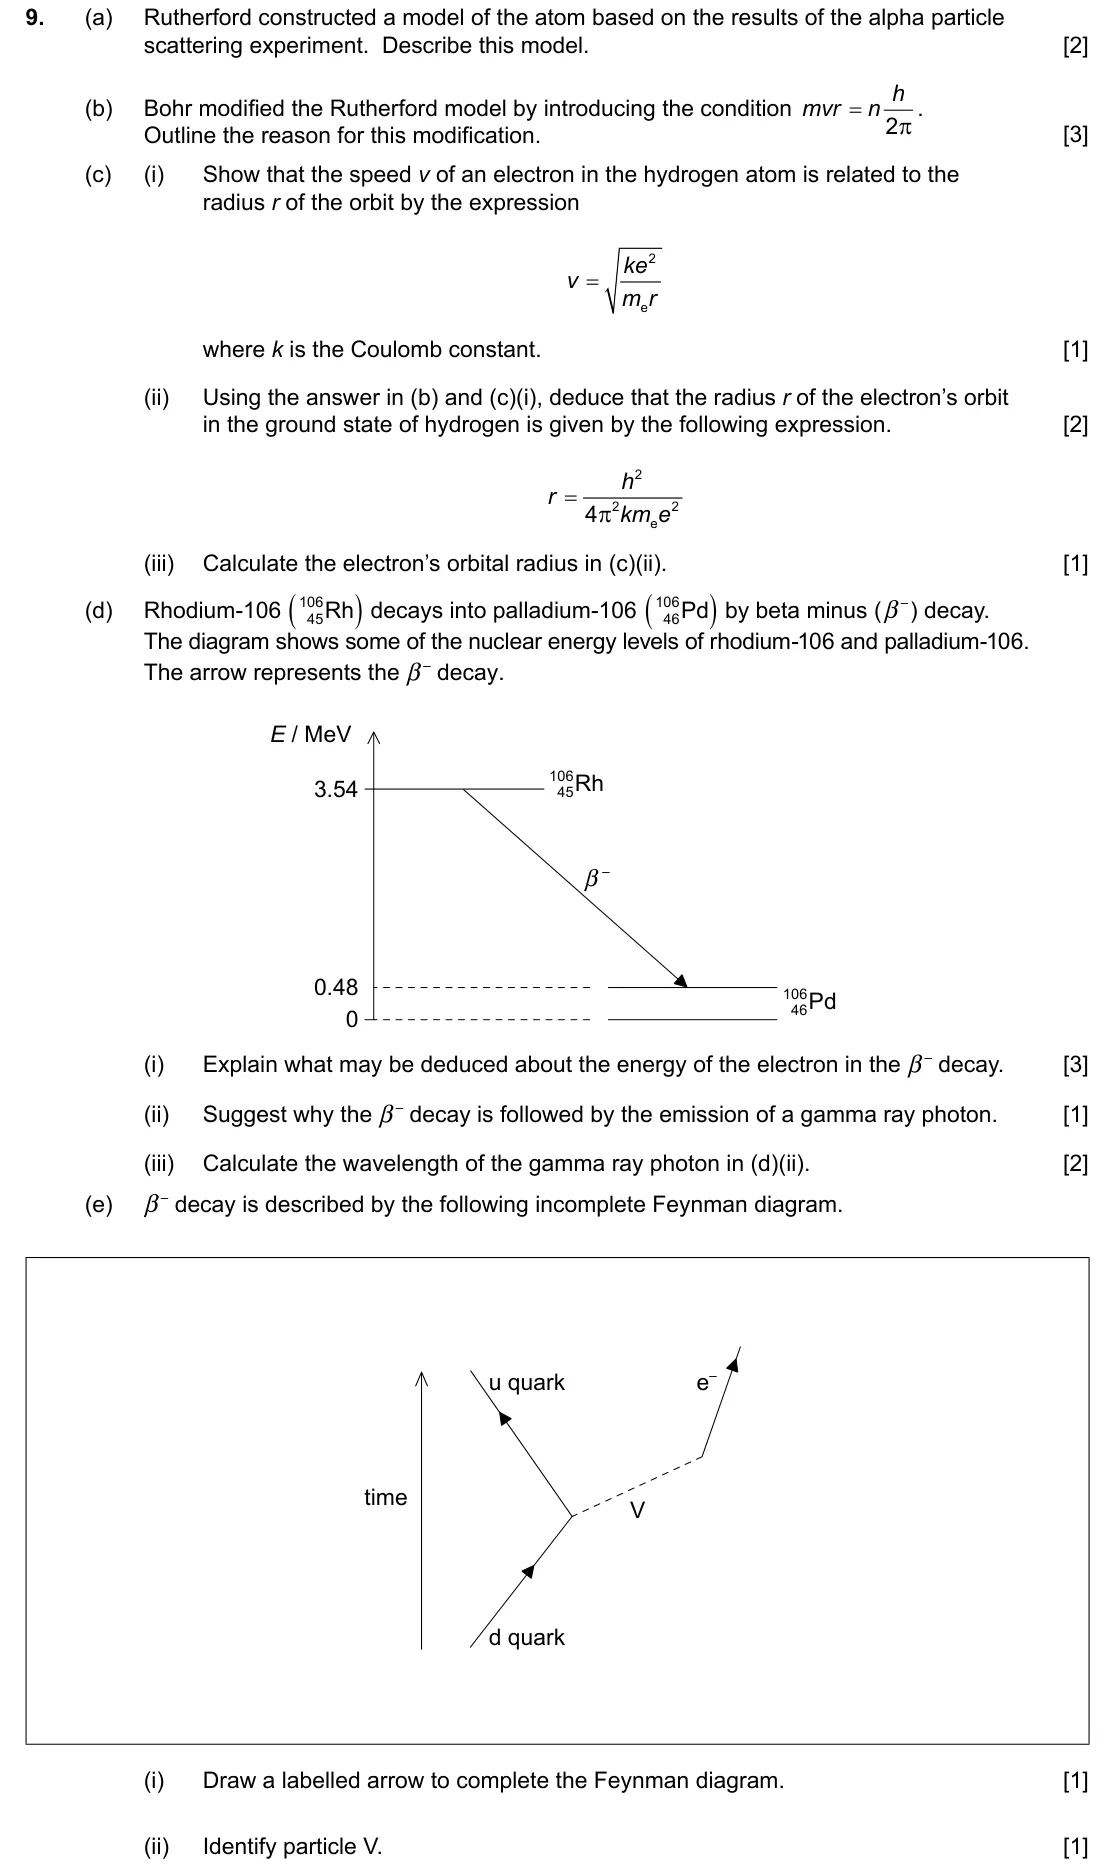 9. (a) Rutherford constructed a model of the atom based on the results of the alpha particle
scattering experiment. Describe this model. [2]
(b) Bohr modified the Rutherford model by introducing the condition mvr = n h/2π.
Outline the reason for this modification. [3]
(c) (i) Show that the speed v of an electron in the hydrogen atom is related to the
radius r of the orbit by the expression
v = √(ke²/mₑr)
where k is the Coulomb constant. [1]
(ii) Using the answer in (b) and (c)(i), deduce that the radius r of the electron's orbit
in the ground state of hydrogen is given by the following expression. [2]
r = h²/4π²kmₑe²
(iii) Calculate the electron's orbital radius in (c)(ii). [1]
(d) Rhodium-106 (¹⁰⁶₄₅Rh) decays into palladium-106 (¹⁰⁶₄₆Pd) by beta minus (β⁻) decay.
The diagram shows some of the nuclear energy levels of rhodium-106 and palladium-106.
The arrow represents the β⁻ decay.
E / MeV
3.54 ¹⁰⁶₄₅Rh
β⁻
0.48
¹⁰⁶₄₆Pd
0
(i) Explain what may be deduced about the energy of the electron in the β⁻ decay. [3]
(ii) Suggest why the β⁻ decay is followed by the emission of a gamma ray photon. [1]
(iii) Calculate the wavelength of the gamma ray photon in (d)(ii). [2]
(e) β⁻ decay is described by the following incomplete Feynman diagram.
u quark e⁻
time
V
d quark
(i) Draw a labelled arrow to complete the Feynman diagram. [1]
(ii) Identify particle V. [1]